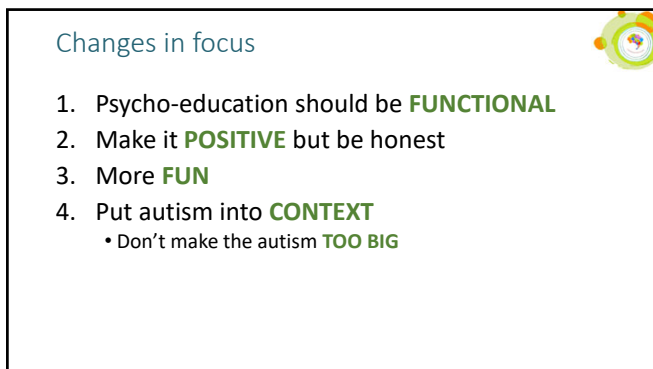 Changes in focus
1. Psycho-education should be FUNCTIONAL
2. Make it POSITIVE but be honest
3. More FUN
4. Put autism into CONTEXT
• Don’t make the autism TOO BIG